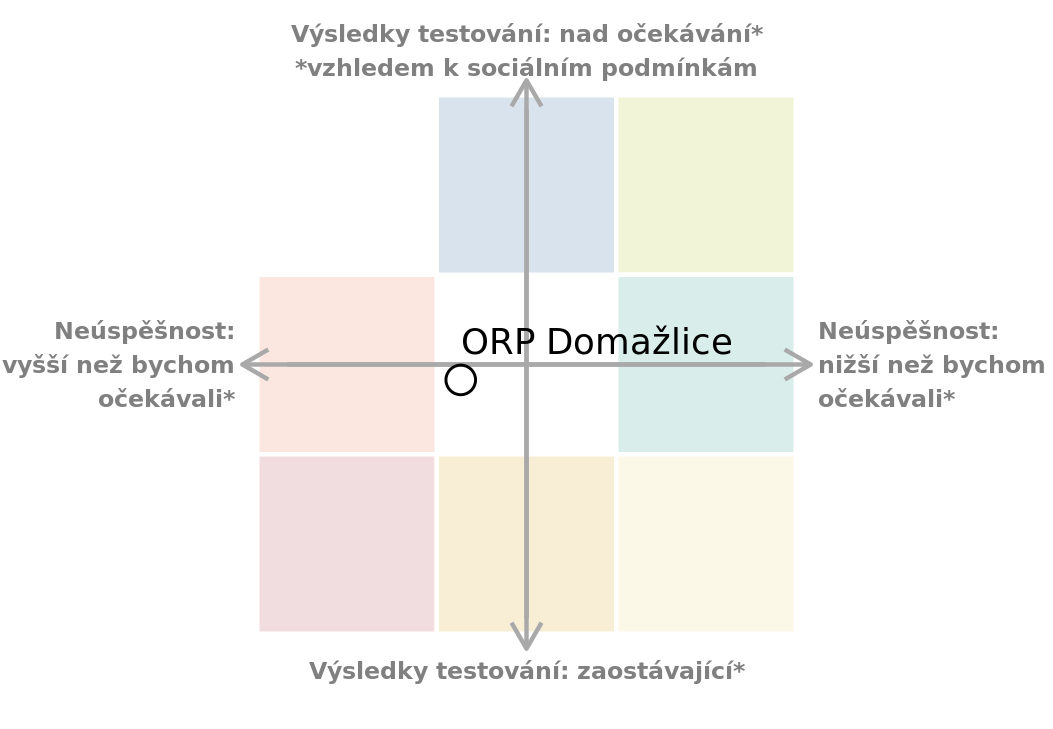 Výsledky testování: nad očekávání*
*vzhledem k sociálním podmínkám
ORP Domažlice
Neúspěšnost:
vyšší než bychom
očekávali*
Neúspěšnost:
nižší než bychom
očekávali*
Výsledky testování: zaostávající*